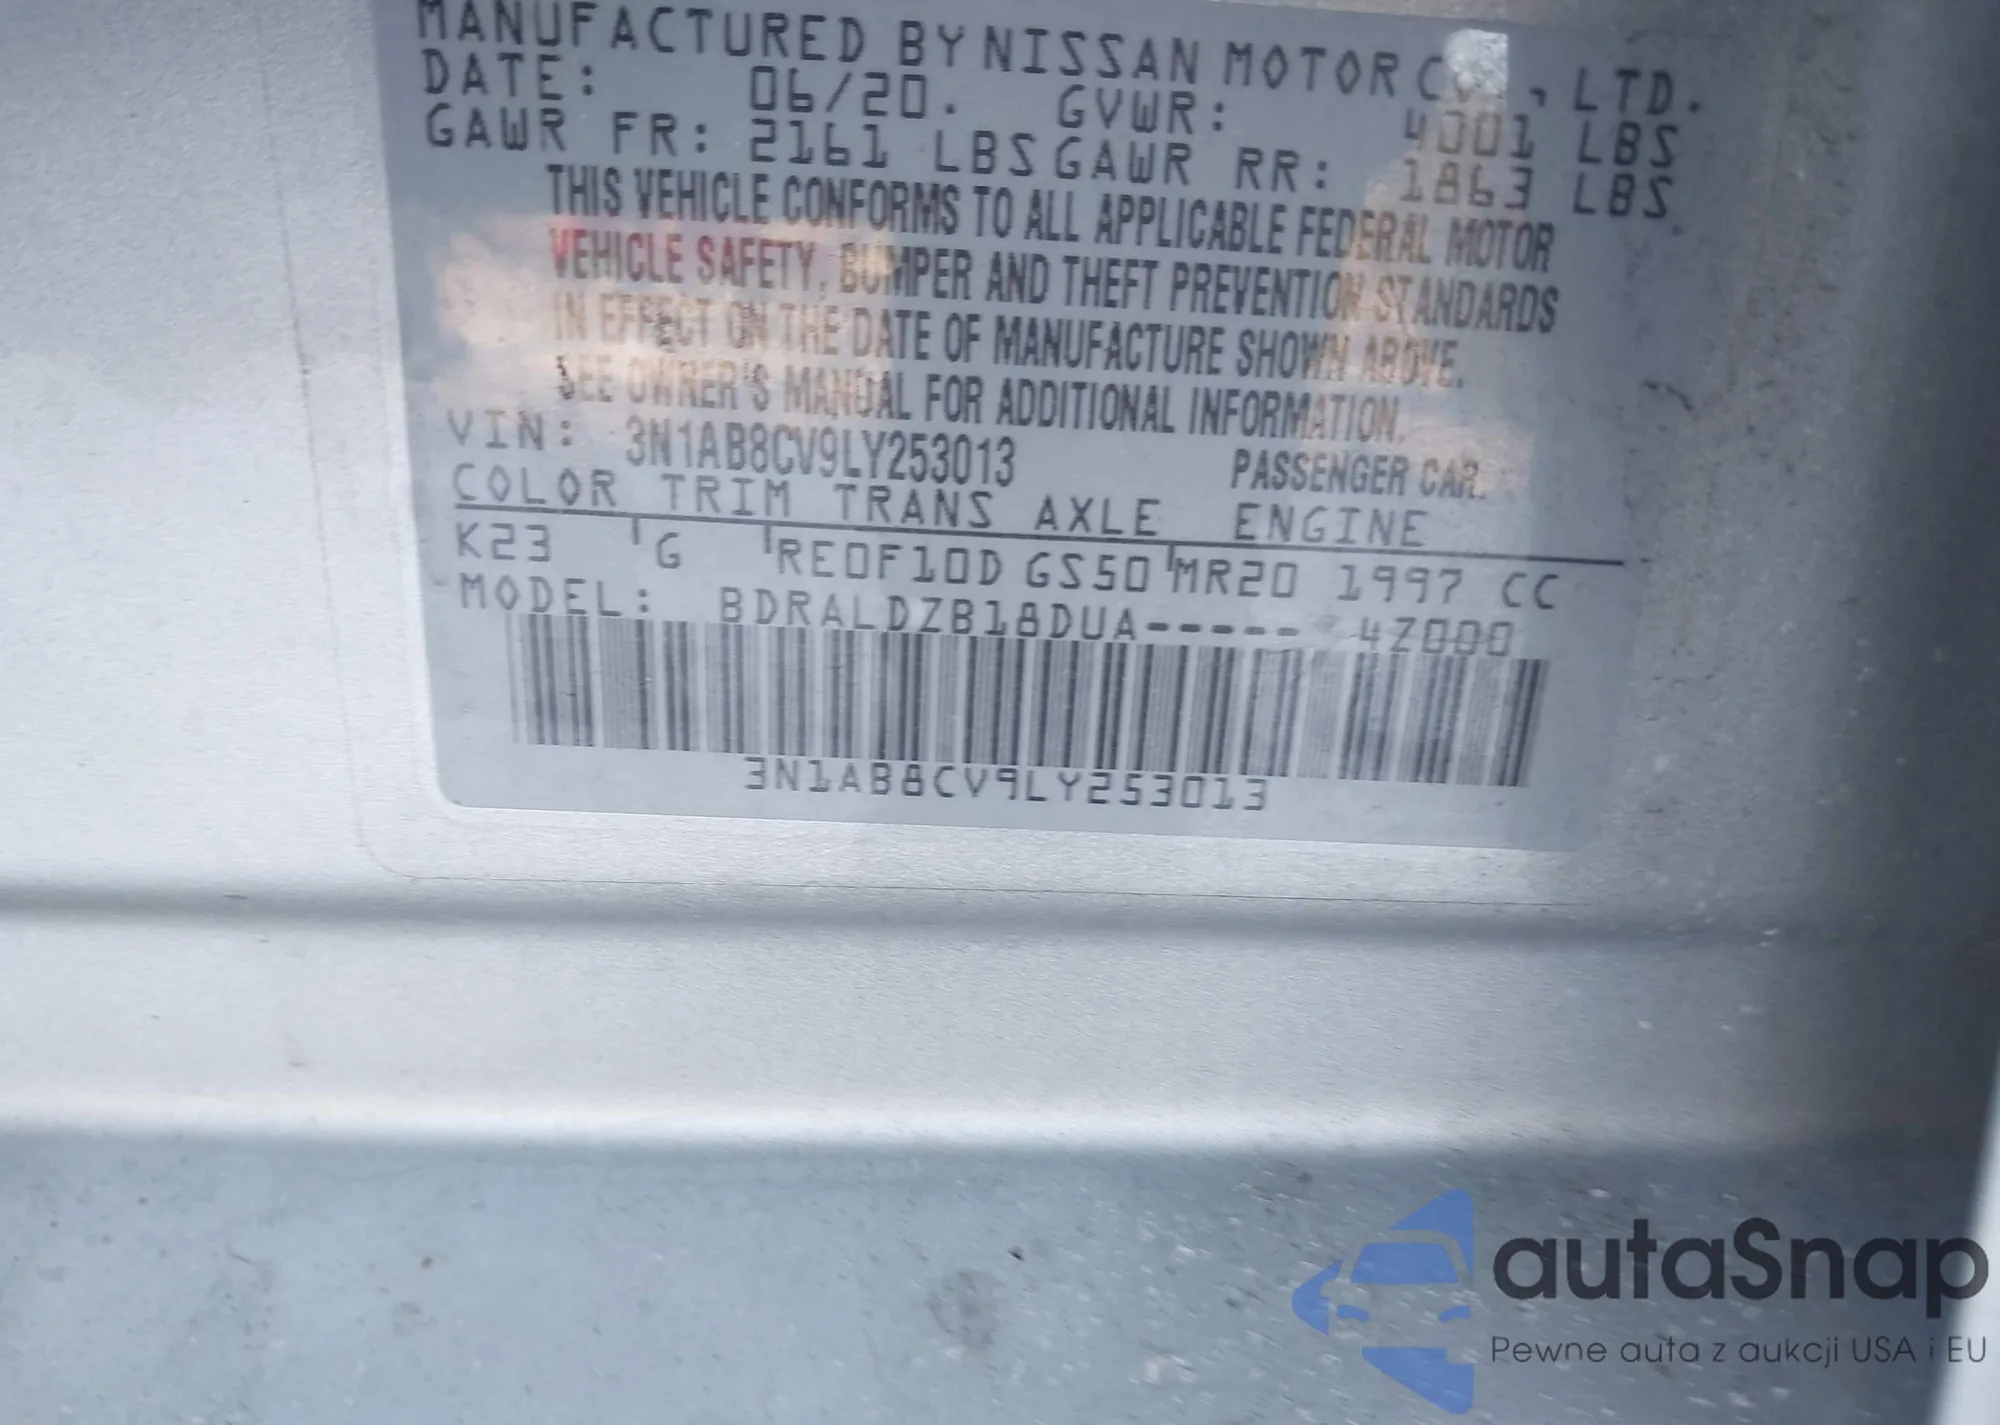 MANUFACTURED BY NISSAN MOTOR CO., LTD.
DATE: 06/20. GVWR: 4001 LBS
GAWR FR: 2161 LBS GAWR RR: 1863 LBS
THIS VEHICLE CONFORMS TO ALL APPLICABLE FEDERAL MOTOR
VEHICLE SAFETY, BUMPER AND THEFT PREVENTION STANDARDS
IN EFFECT ON THE DATE OF MANUFACTURE SHOWN ABOVE.
SEE OWNER'S MANUAL FOR ADDITIONAL INFORMATION.
VIN: 3N1AB8CV9LY253013 PASSENGER CAR.
COLOR TRIM TRANS AXLE ENGINE
K23 G RE0F10D GS50 MR20 1997 CC
MODEL: BDRALDZB18DUA----- 4Z000
3N1AB8CV9LY253013
autaSnap
Pewne auta z aukcji USA i EU